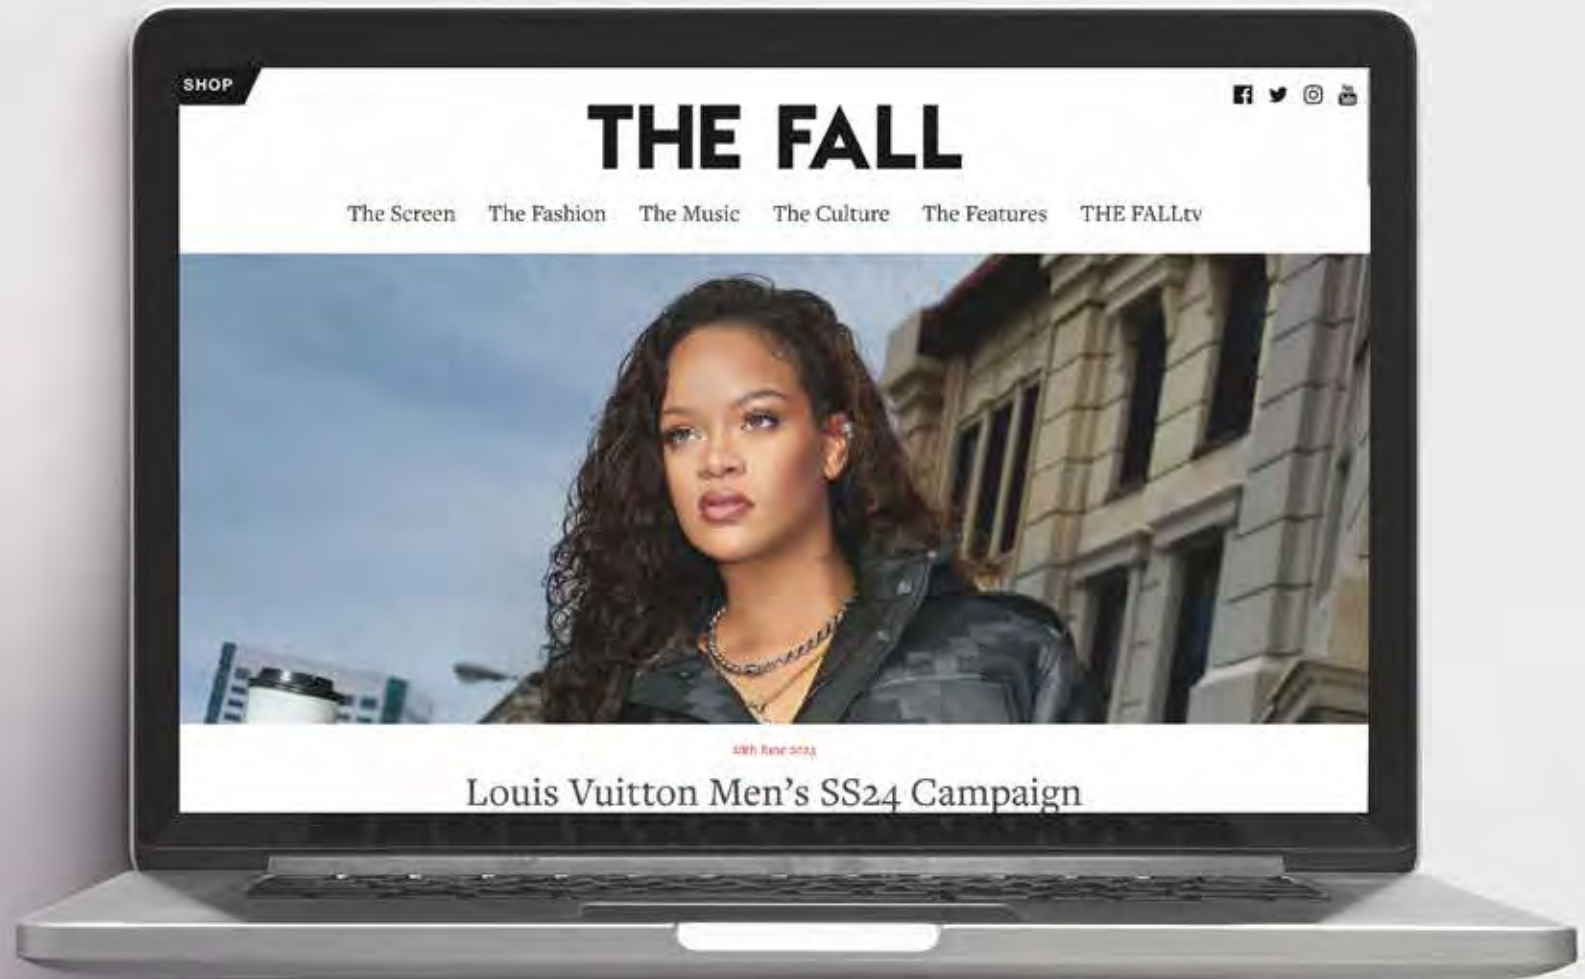 SHOP
THE FALL
The Screen The Fashion The Music The Culture The Features THE FALLtv
June
Louis Vuitton Men's SS24 Campaign